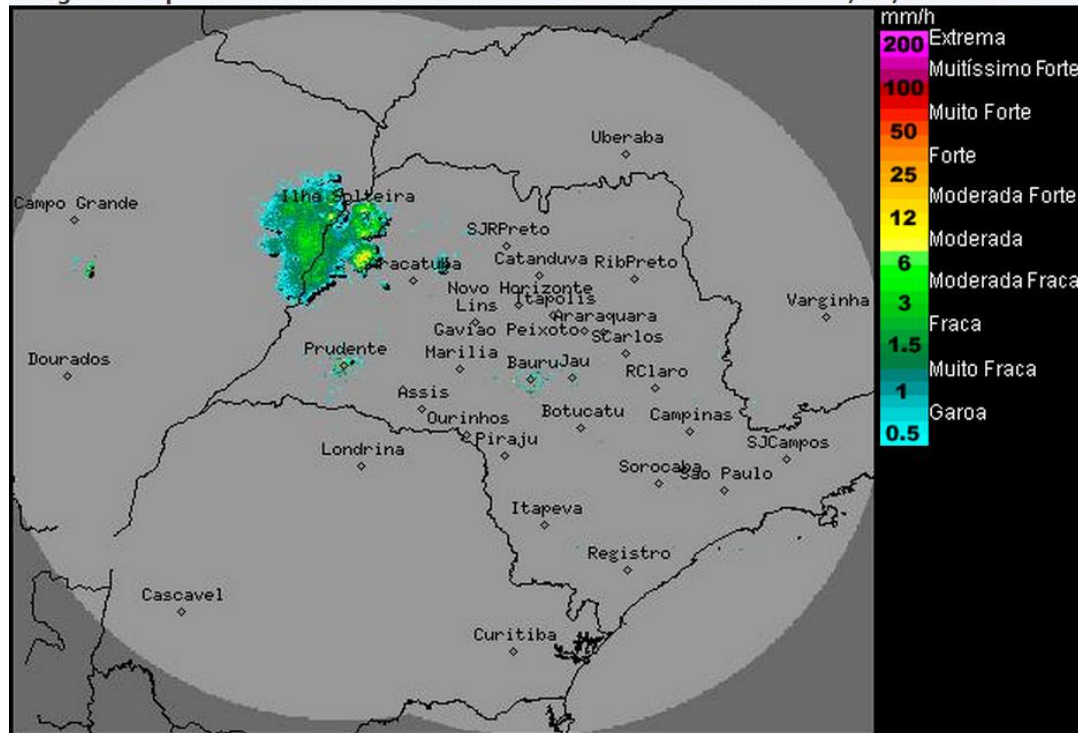 mm/h
200 Extrema
Muitíssimo Forte
100
Muito Forte
50
Forte
25
Moderada Forte
12
Moderada
6
Moderada Fraca
3
Fraca
1.5
Muito Fraca
1
Garoa
0.5
Uberaba
Ilha Solteira
Campo Grande
SJRPreto
Aracatuba
Catanduva
RibPreto
Novo Horizonte
Itapolis
Varginha
Lins
Araraquara
Gaviao Peixoto
SCarlos
Prudente
Marilia
Dourados
Bauru
Jau
RClaro
Assis
Ourinhos
Botucatu
Campinas
Piraju
Londrina
SJCampos
Sorocaba
Sao Paulo
Itapeva
Registro
Cascavel
Curitiba